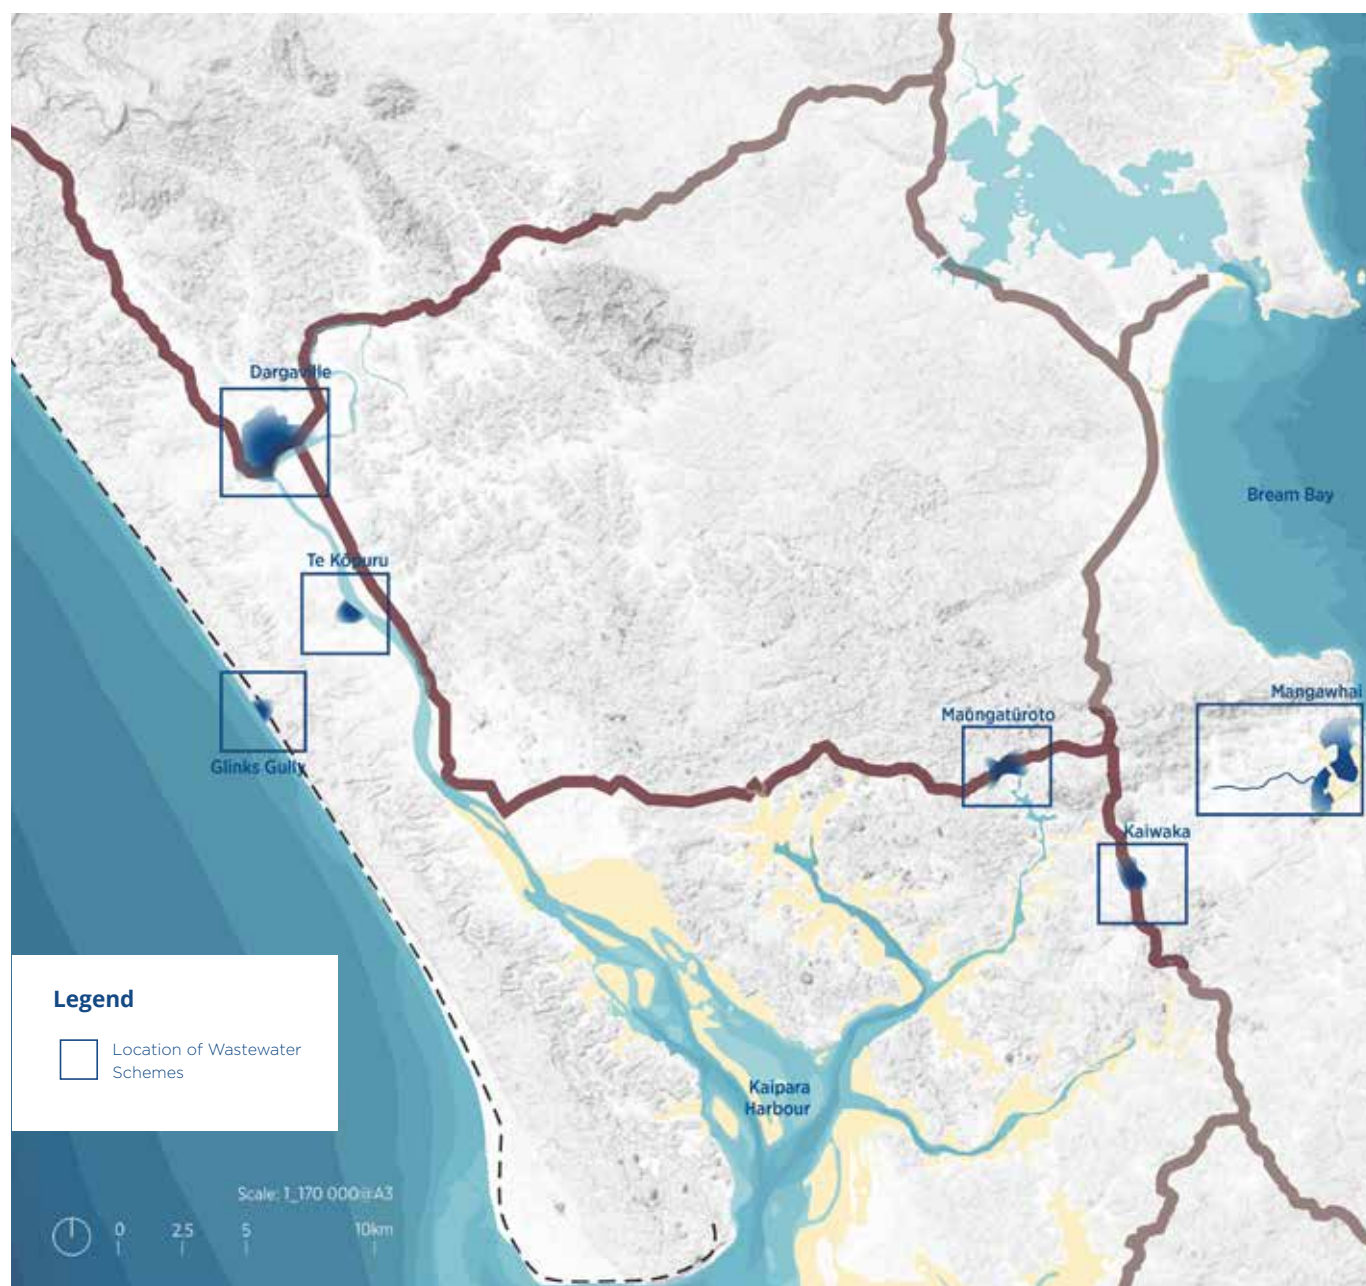 Dargaville
Bream Bay
Te Kōpuru
Mangawhai
Maūngatūroto
Glinks Gully
Kaiwaka
Legend
Location of Wastewater
Schemes
Kaipara
Harbour
Scale: 1_170 000@A3
0 2.5 5 10km